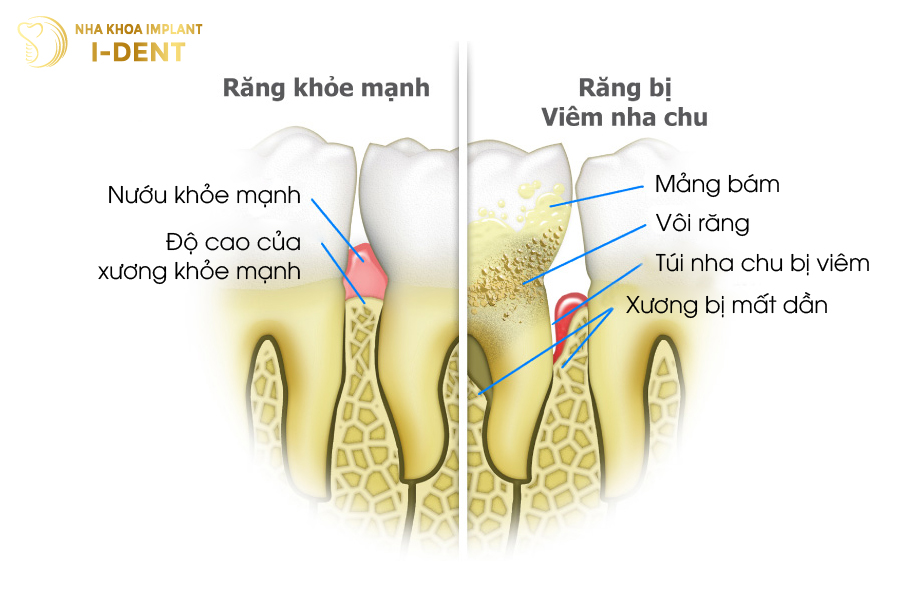 NHA KHOA IMPLANT
I-DENT
Răng khỏe mạnh
Nướu khỏe mạnh
Độ cao của
xương khỏe mạnh
Răng bị
Viêm nha chu
Mảng bám
Vôi răng
Túi nha chu bị viêm
Xương bị mất dần